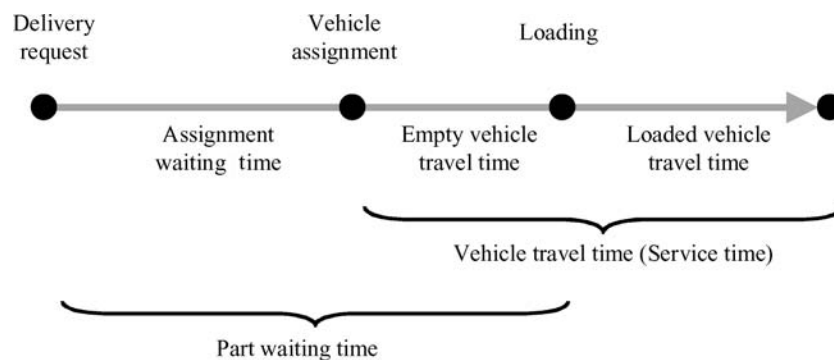 Delivery
request
Vehicle
assignment
Loading
Assignment
waiting time
Empty vehicle
travel time
Loaded vehicle
travel time
Vehicle travel time (Service time)
Part waiting time